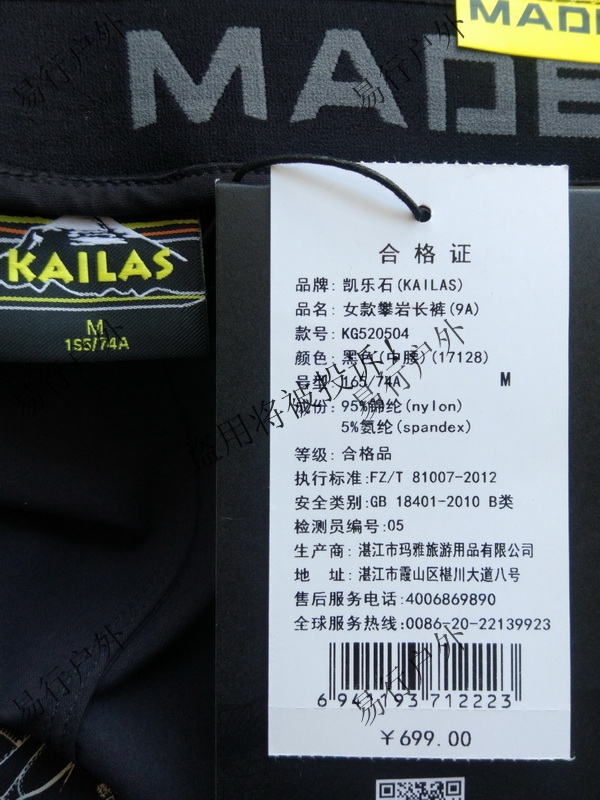 MADE
MADE
KAILAS
M
165/74A
合格证
品牌: 凯乐石(KAILAS)
品名: 女款攀岩长裤(9A)
款号: KG520504
颜色: 黑色(中腰)(17128)
号型: 165/74A M
成份: 95%锦纶(nylon)
5%氨纶(spandex)
等级: 合格品
执行标准:FZ/T 81007-2012
安全类别:GB 18401-2010 B类
检测员编号:05
生产商: 湛江市玛雅旅游用品有限公司
地 址: 湛江市霞山区椹川大道八号
售后服务电话:4006869890
全球服务热线:0086-20-22139923
712223
￥699.00
盗用将被投诉!
易行户外
易行户外
易行户外
易行户外
易行户外
易行户外